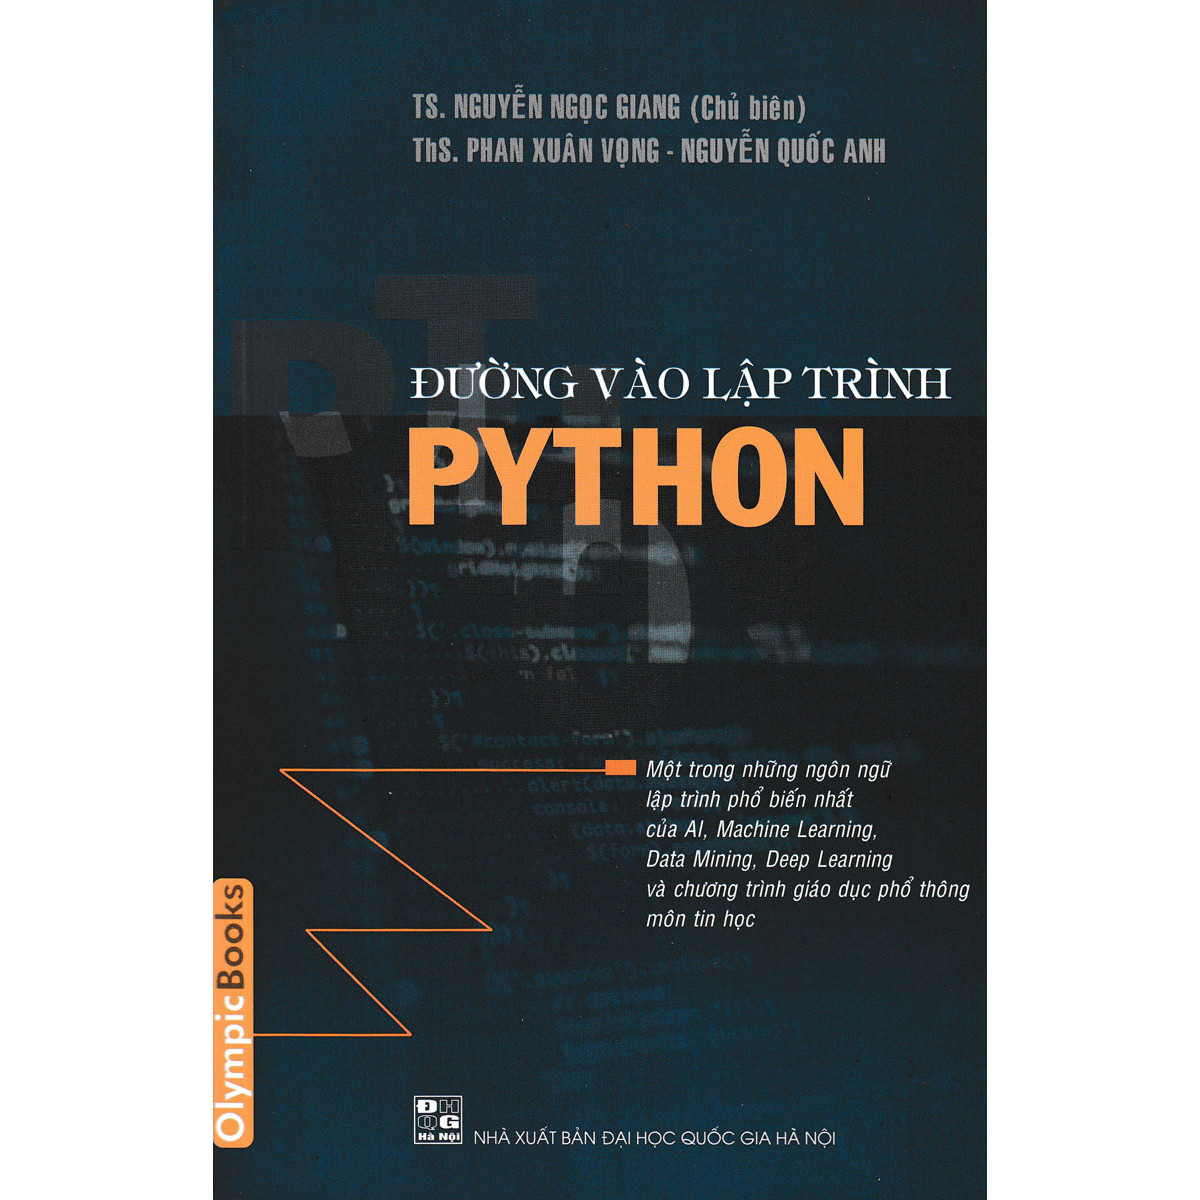 TS. NGUYỄN NGỌC GIANG (Chủ biên)
ThS. PHAN XUÂN VỌNG - NGUYỄN QUỐC ANH
ĐƯỜNG VÀO LẬP TRÌNH
PYTHON
Một trong những ngôn ngữ
lập trình phổ biến nhất
của AI, Machine Learning,
Data Mining, Deep Learning
và chương trình giáo dục phổ thông
môn tin học
OlympicBooks
ĐH
QG
Hà Nội
NHÀ XUẤT BẢN ĐẠI HỌC QUỐC GIA HÀ NỘI